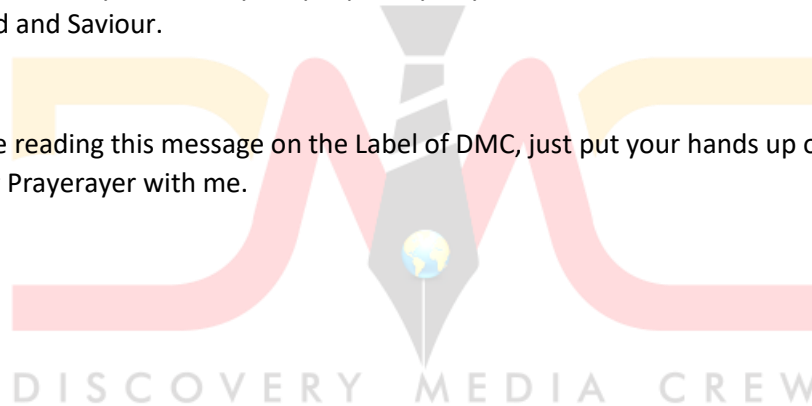 d and Saviour.
e reading this message on the Label of DMC, just put your hands up
Prayerayer with me.
DISCOVERY MEDIA CREW